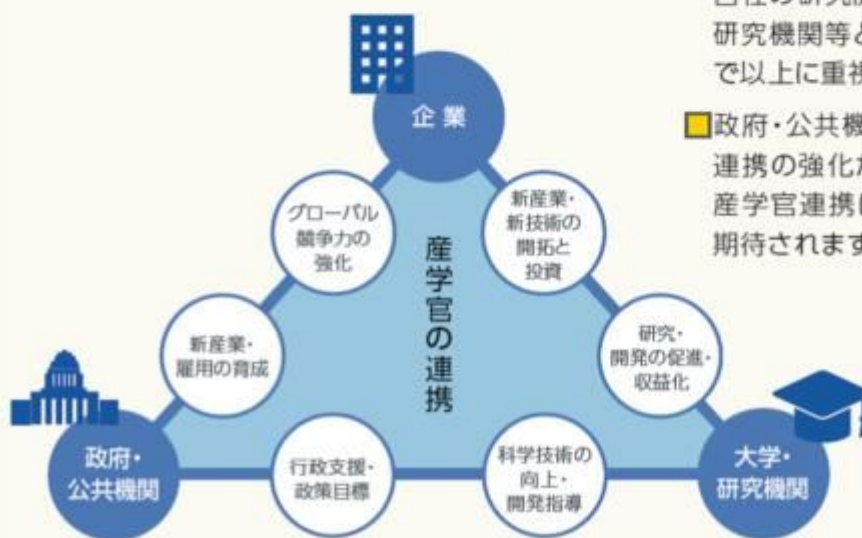 自社の研究
研究機関等と
で以上に重視
政府・公共機
連携の強化が
産学官連携
期待されます
企業
グローバル
競争力の
強化
新産業・
新技術の
開拓と
投資
産学官の連携
新産業・
雇用の育成
研究・
開発の促進・
収益化
政府・
公共機関
行政支援・
政策目標
科学技術の
向上・
開発指導
大学・
研究機関